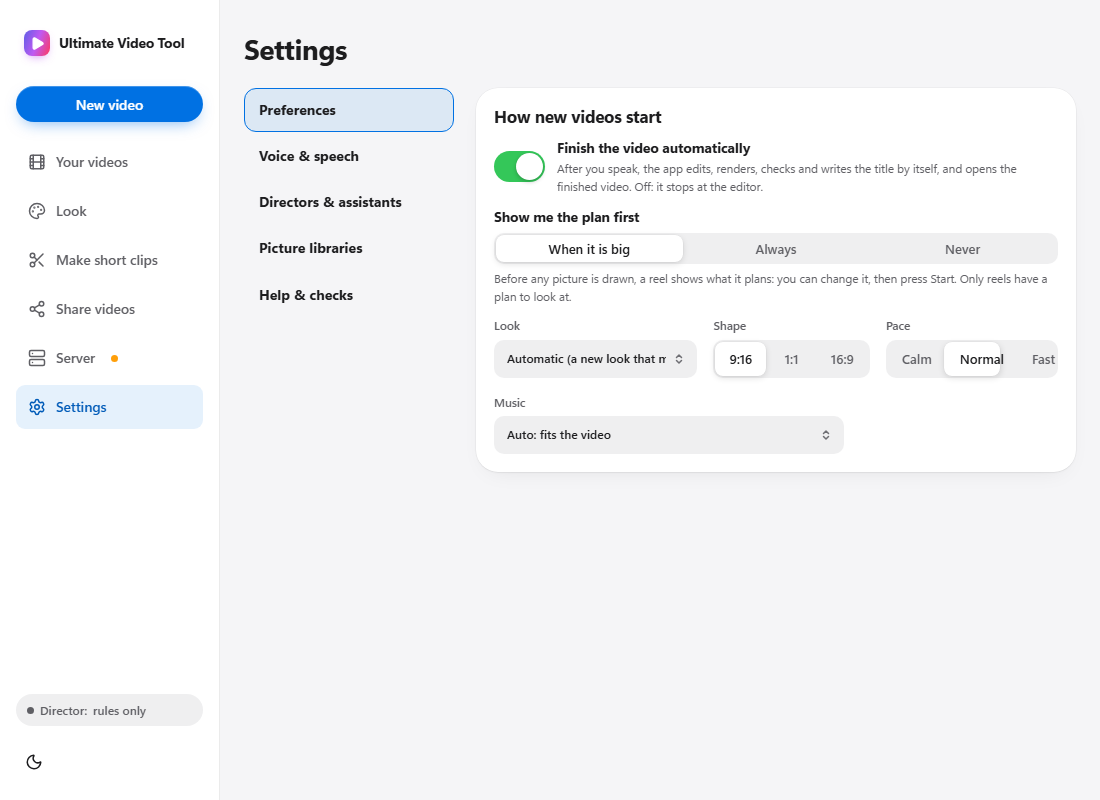 Ultimate Video Tool
New video
Your videos
Look
Make short clips
Share videos
Server
Settings
Director: rules only
Settings
Preferences
Voice & speech
Directors & assistants
Picture libraries
Help & checks
How new videos start
Finish the video automatically
After you speak, the app edits, renders, checks and writes the title by itself, and opens the
finished video. Off: it stops at the editor.
Show me the plan first
When it is big Always Never
Before any picture is drawn, a reel shows what it plans: you can change it, then press Start. Only reels have a
plan to look at.
Look Shape Pace
Automatic (a new look that m 9:16 1:1 16:9 Calm Normal Fast
Music
Auto: fits the video